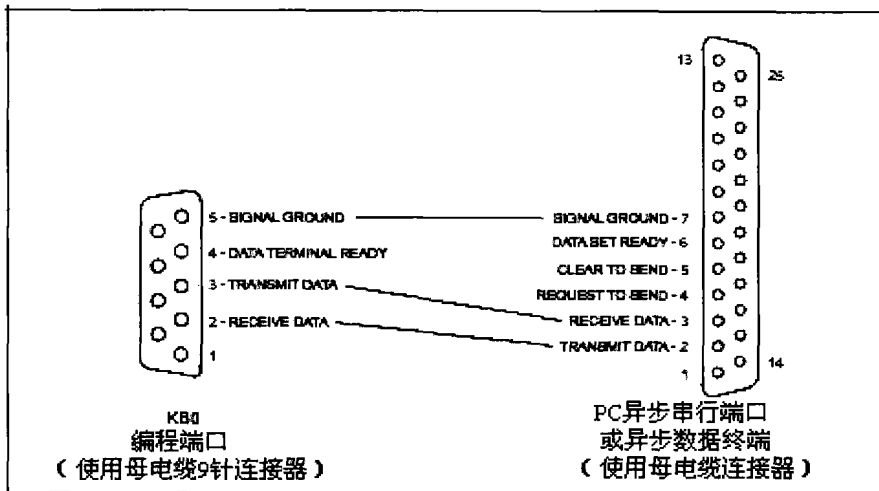 13
25
5 - SIGNAL GROUND
SIGNAL GROUND - 7
DATA SET READY - 6
4 - DATA TERMINAL READY
CLEAR TO SEND - 5
3 - TRANSMIT DATA
REQUEST TO SEND - 4
2 - RECEIVE DATA
RECEIVE DATA - 3
TRANSMIT DATA - 2
1
14
1
KB0
编程端口
（使用母电缆9针连接器）
PC异步串行端口
或异步数据终端
（使用母电缆连接器）